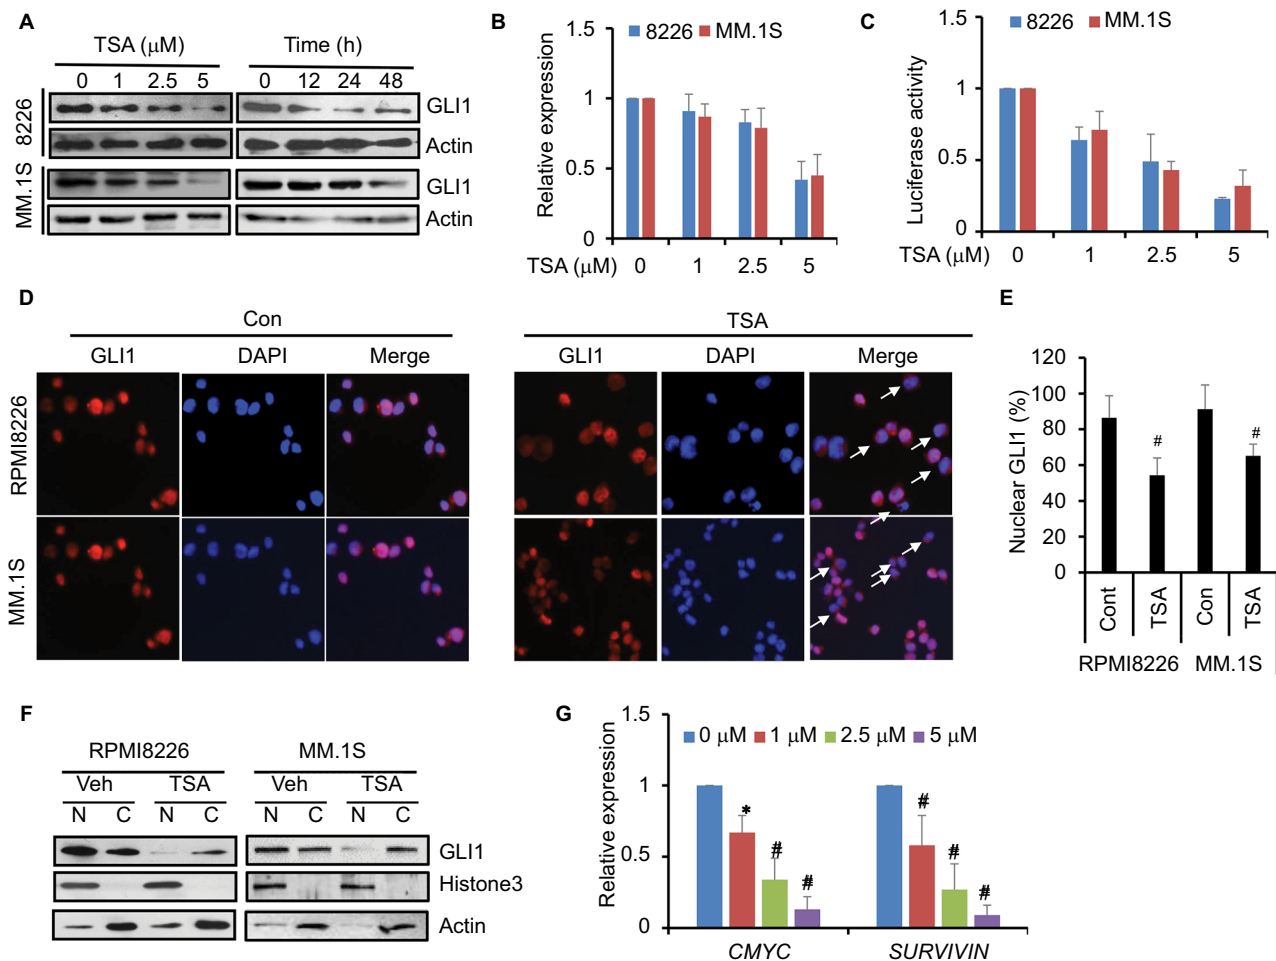 A
TSA (μM)
Time (h)
0 1 2.5 5
0 12 24 48
8226
GLI1
Actin
MM.1S
GLI1
Actin
B
8226 MM.1S
Relative expression
1.5
1
0.5
0
TSA (μM) 0 1 2.5 5
C
8226 MM.1S
Luciferase activity
1.5
1
0.5
0
TSA (μM) 0 1 2.5 5
D
Con
TSA
GLI1 DAPI Merge
GLI1 DAPI Merge
RPMI8226
MM.1S
E
Nuclear GLI1 (%)
120
100
80
60
40
20
0
# #
Cont TSA Con TSA
RPMI8226 MM.1S
F
RPMI8226
MM.1S
Veh TSA
Veh TSA
N C N C
N C N C
GLI1
Histone3
Actin
G
0 μM 1 μM 2.5 μM 5 μM
Relative expression
1.5
1
0.5
0
* # #
# # #
CMYC SURVIVIN